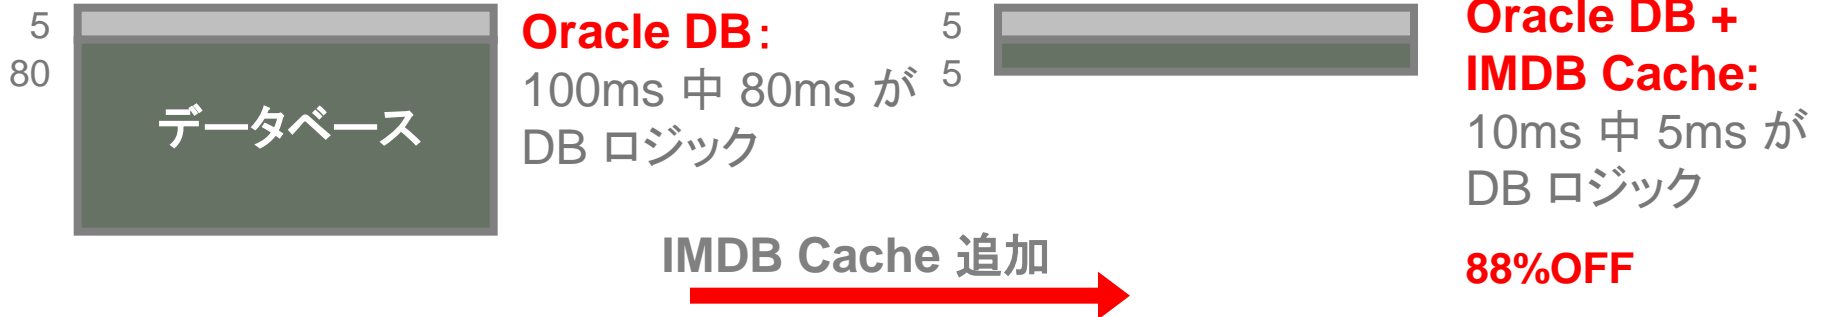 5
80
データベース
Oracle DB：
100ms 中 80ms が
DB ロジック
IMDB Cache 追加
5
5
Oracle DB +
IMDB Cache:
10ms 中 5ms が
DB ロジック
88%OFF